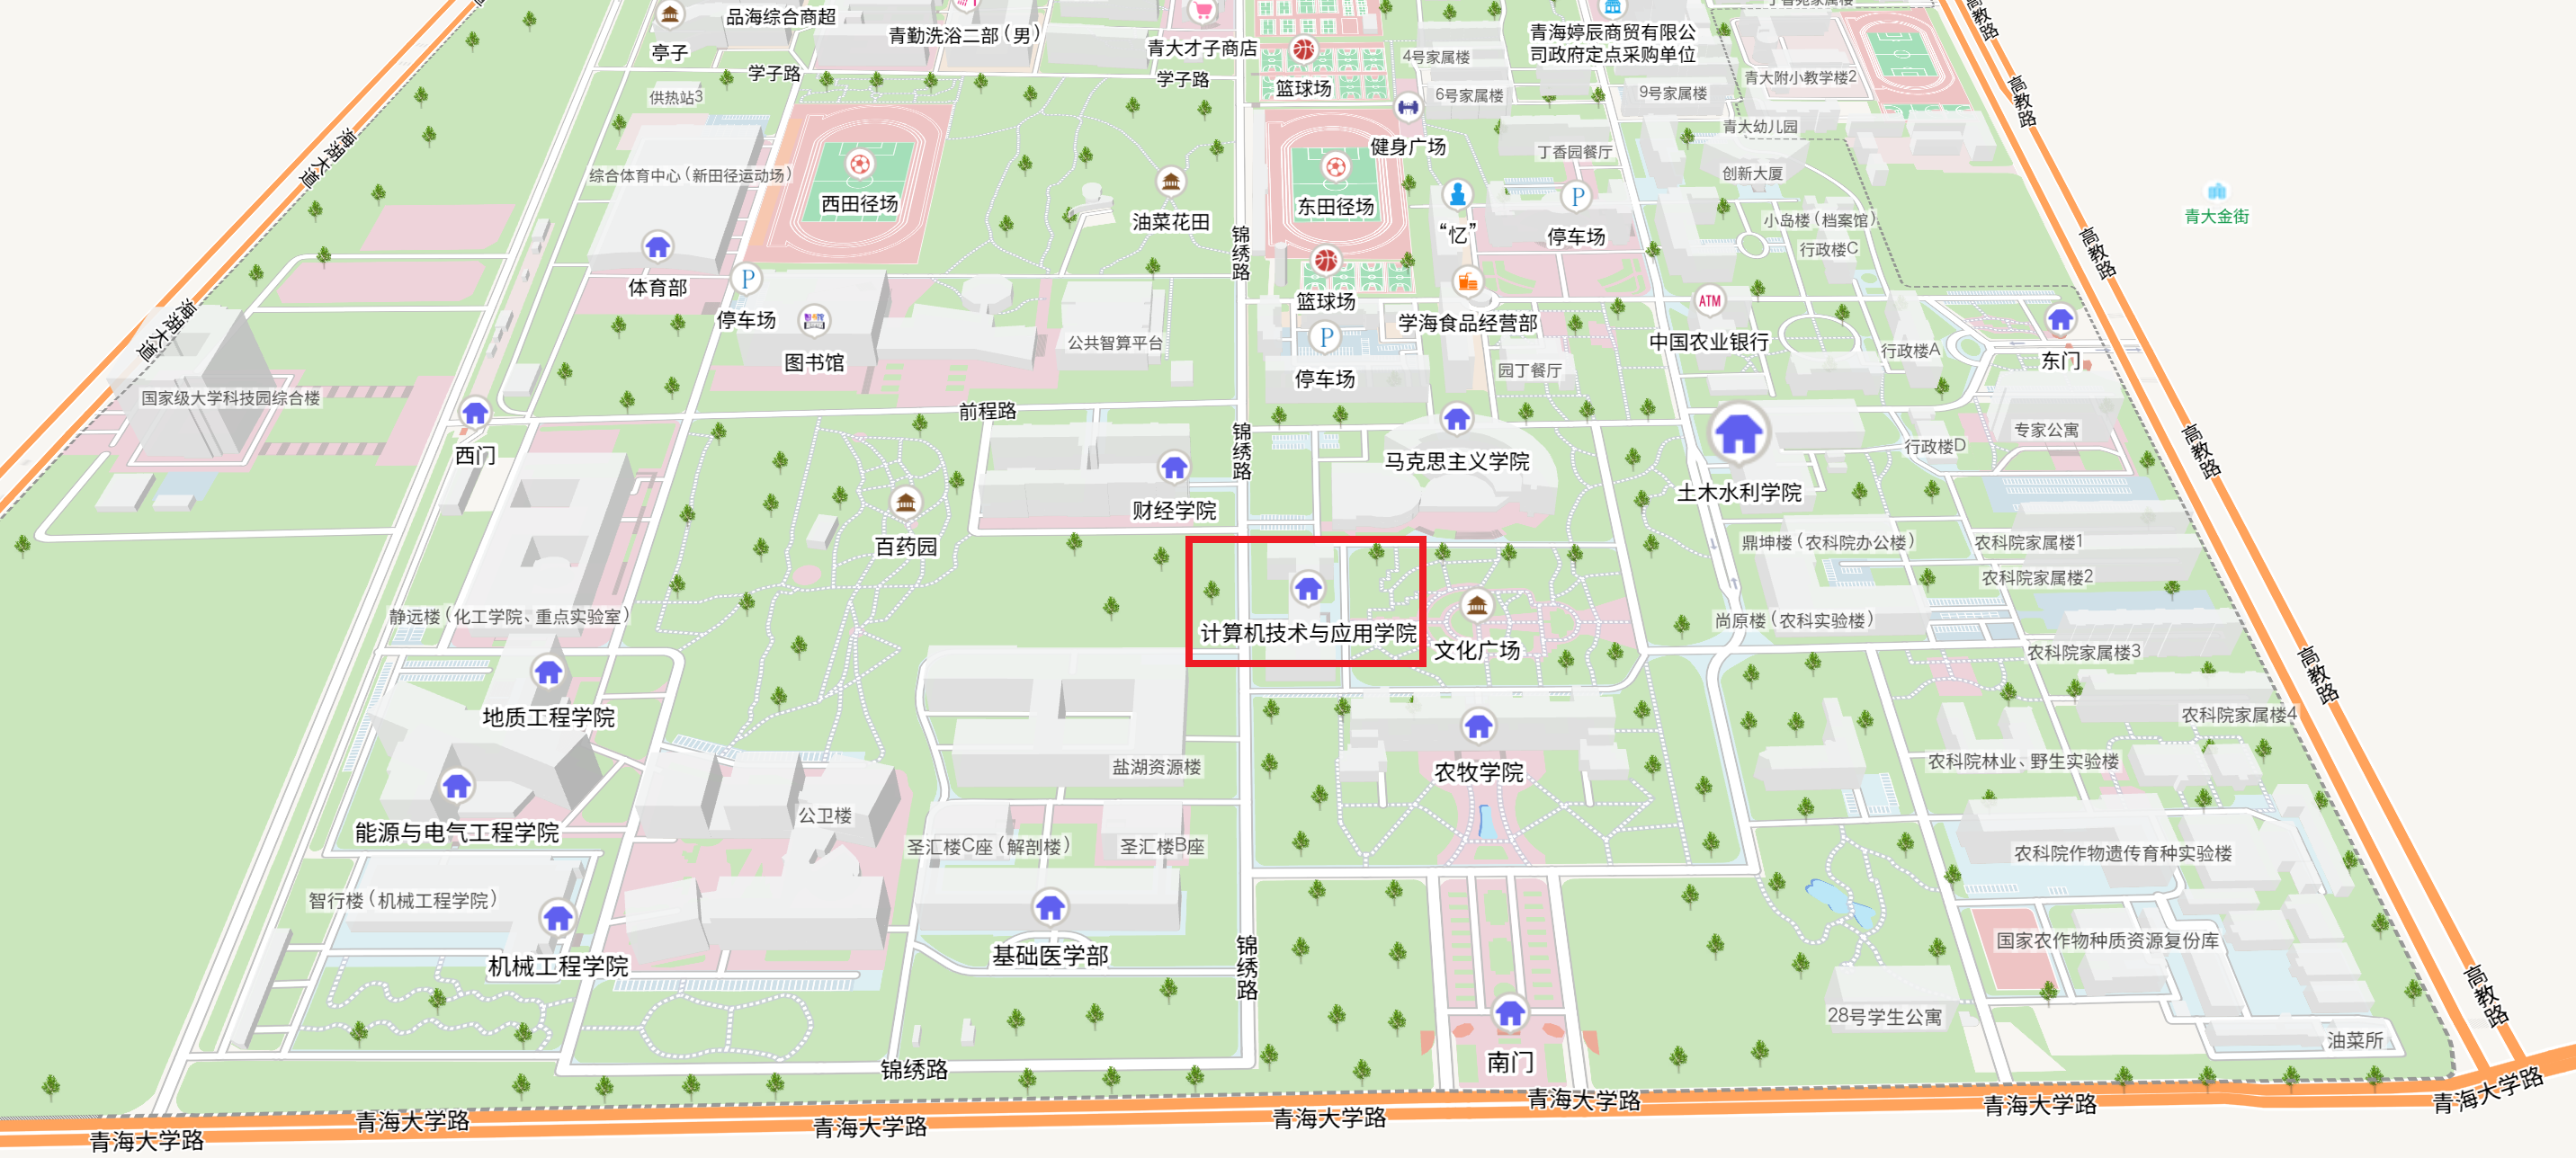 丁香苑家属楼
高教路
品海综合商超
亭子
青勤洗浴二部（男）
青大才子商店
4号家属楼
青海婷辰商贸有限公
司政府定点采购单位
学子路
学子路
篮球场
供热站3
6号家属楼
9号家属楼
青大附小教学楼2
高教路
海湖大道
健身广场
丁香园餐厅
青大幼儿园
综合体育中心（新田径运动场）
创新大厦
西田径场
东田径场
油菜花田
“忆”
P
停车场
小岛楼（档案馆）
行政楼C
青大金街
锦绣路
高教路
体育部
P
停车场
篮球场
学海食品经营部
ATM
中国农业银行
海湖大道
图书馆
公共智算平台
P
停车场
园丁餐厅
行政楼A
东门
国家级大学科技园综合楼
前程路
西门
财经学院
锦绣路
马克思主义学院
土木水利学院
行政楼D
专家公寓
高教路
百药园
鼎坤楼（农科院办公楼）
农科院家属楼1
农科院家属楼2
静远楼（化工学院、重点实验室）
计算机技术与应用学院
文化广场
尚原楼（农科实验楼）
农科院家属楼3
高教路
地质工程学院
农科院家属楼4
盐湖资源楼
农牧学院
农科院林业、野生实验楼
能源与电气工程学院
公卫楼
圣汇楼C座（解剖楼）
圣汇楼B座
农科院作物遗传育种实验楼
智行楼（机械工程学院）
机械工程学院
基础医学部
锦绣路
国家农作物种质资源复份库
高教路
28号学生公寓
油菜所
南门
锦绣路
青海大学路
青海大学路
青海大学路
青海大学路
青海大学路
青海大学路
青海大学路